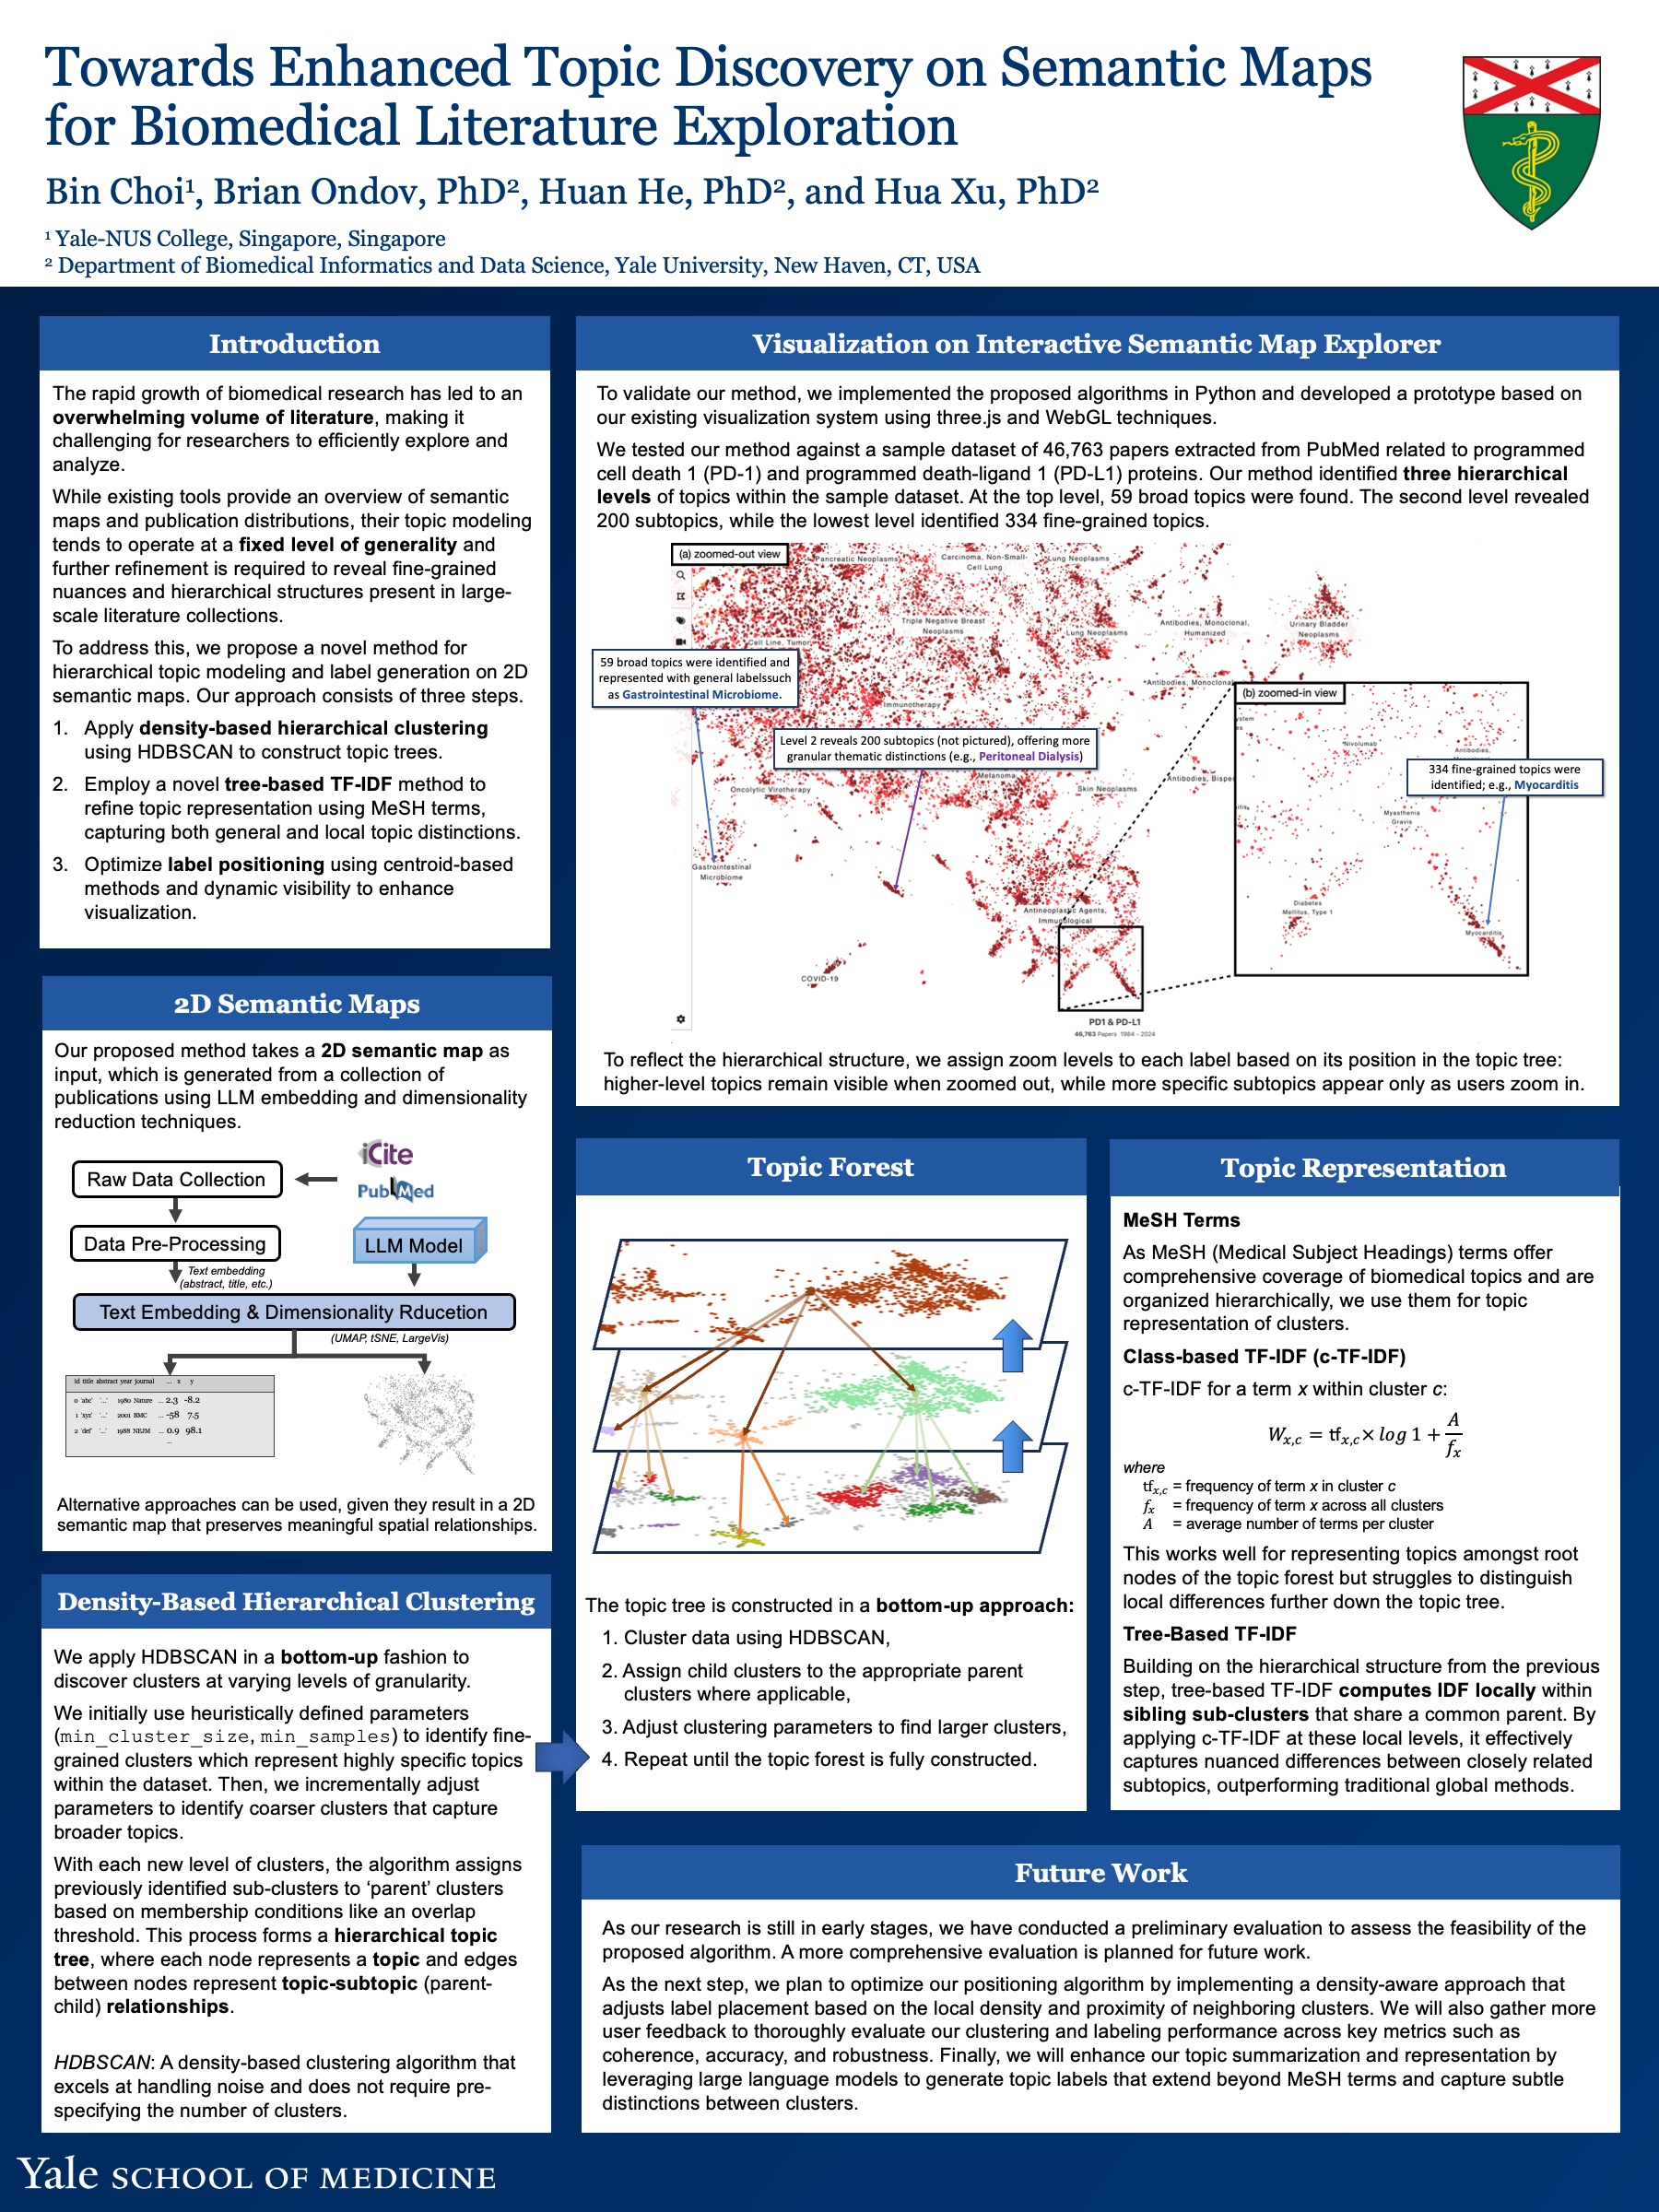 Towards Enhanced Topic Discovery on Semantic Maps
for Biomedical Literature Exploration
Bin Choi¹, Brian Ondov, PhD², Huan He, PhD², and Hua Xu, PhD²
¹ Yale-NUS College, Singapore, Singapore
² Department of Biomedical Informatics and Data Science, Yale University, New Haven, CT, USA
Introduction
The rapid growth of biomedical research has led to an
overwhelming volume of literature, making it
challenging for researchers to efficiently explore and
analyze.
While existing tools provide an overview of semantic
maps and publication distributions, their topic modeling
tends to operate at a fixed level of generality and
further refinement is required to reveal fine-grained
nuances and hierarchical structures present in large-
scale literature collections.
To address this, we propose a novel method for
hierarchical topic modeling and label generation on 2D
semantic maps. Our approach consists of three steps.
1. Apply density-based hierarchical clustering
using HDBSCAN to construct topic trees.
2. Employ a novel tree-based TF-IDF method to
refine topic representation using MeSH terms,
capturing both general and local topic distinctions.
3. Optimize label positioning using centroid-based
methods and dynamic visibility to enhance
visualization.
2D Semantic Maps
Our proposed method takes a 2D semantic map as
input, which is generated from a collection of
publications using LLM embedding and dimensionality
reduction techniques.
iCite
PubMed
Raw Data Collection
Data Pre-Processing
LLM Model
Text embedding
(abstract, title, etc.)
Text Embedding & Dimensionality Rducetion
(UMAP, tSNE, LargeVis)
id title abstract year journal ... x y
0 'abc' '...' 1980 Nature ... 2.3 -8.2
1 'xyz' '...' 2001 BMC ... -58 7.5
2 'def' '...' 1988 NEJM ... 0.9 98.1
...
Alternative approaches can be used, given they result in a 2D
semantic map that preserves meaningful spatial relationships.
Density-Based Hierarchical Clustering
We apply HDBSCAN in a bottom-up fashion to
discover clusters at varying levels of granularity.
We initially use heuristically defined parameters
(min_cluster_size, min_samples) to identify fine-
grained clusters which represent highly specific topics
within the dataset. Then, we incrementally adjust
parameters to identify coarser clusters that capture
broader topics.
With each new level of clusters, the algorithm assigns
previously identified sub-clusters to ‘parent’ clusters
based on membership conditions like an overlap
threshold. This process forms a hierarchical topic
tree, where each node represents a topic and edges
between nodes represent topic-subtopic (parent-
child) relationships.
HDBSCAN: A density-based clustering algorithm that
excels at handling noise and does not require pre-
specifying the number of clusters.
Visualization on Interactive Semantic Map Explorer
To validate our method, we implemented the proposed algorithms in Python and developed a prototype based on
our existing visualization system using three.js and WebGL techniques.
We tested our method against a sample dataset of 46,763 papers extracted from PubMed related to programmed
cell death 1 (PD-1) and programmed death-ligand 1 (PD-L1) proteins. Our method identified three hierarchical
levels of topics within the sample dataset. At the top level, 59 broad topics were found. The second level revealed
200 subtopics, while the lowest level identified 334 fine-grained topics.
(a) zoomed-out view
Pancreatic Neoplasms
Carcinoma, Non-Small-
Cell Lung
Lung Neoplasms
Triple Negative Breast
Neoplasms
Lung Neoplasms
Antibodies, Monoclonal,
Humanized
Urinary Bladder
Neoplasms
Cell Line, Tumor
59 broad topics were identified and
represented with general labelssuch
as Gastrointestinal Microbiome.
Antibodies, Monoclonal
Immunotherapy
Level 2 reveals 200 subtopics (not pictured), offering more
granular thematic distinctions (e.g., Peritoneal Dialysis)
Melanoma
Oncolytic Virotherapy
Skin Neoplasms
Antibodies, Bispec
Gastrointestinal
Microbiome
Antineoplastic Agents,
Immunological
COVID-19
PD1 & PD-L1
46,763 Papers 1984 - 2024
(b) zoomed-in view
ystem
es
Nivolumab
Antibodies,
334 fine-grained topics were
identified; e.g., Myocarditis
Myasthenia
Gravis
Diabetes
Mellitus, Type 1
Myocarditis
To reflect the hierarchical structure, we assign zoom levels to each label based on its position in the topic tree:
higher-level topics remain visible when zoomed out, while more specific subtopics appear only as users zoom in.
Topic Forest
The topic tree is constructed in a bottom-up approach:
1. Cluster data using HDBSCAN,
2. Assign child clusters to the appropriate parent
clusters where applicable,
3. Adjust clustering parameters to find larger clusters,
4. Repeat until the topic forest is fully constructed.
Topic Representation
MeSH Terms
As MeSH (Medical Subject Headings) terms offer
comprehensive coverage of biomedical topics and are
organized hierarchically, we use them for topic
representation of clusters.
Class-based TF-IDF (c-TF-IDF)
c-TF-IDF for a term x within cluster c:
W_{x,c} = tf_{x,c} × log 1 + A / f_x
where
tf_{x,c} = frequency of term x in cluster c
f_x = frequency of term x across all clusters
A = average number of terms per cluster
This works well for representing topics amongst root
nodes of the topic forest but struggles to distinguish
local differences further down the topic tree.
Tree-Based TF-IDF
Building on the hierarchical structure from the previous
step, tree-based TF-IDF computes IDF locally within
sibling sub-clusters that share a common parent. By
applying c-TF-IDF at these local levels, it effectively
captures nuanced differences between closely related
subtopics, outperforming traditional global methods.
Future Work
As our research is still in early stages, we have conducted a preliminary evaluation to assess the feasibility of the
proposed algorithm. A more comprehensive evaluation is planned for future work.
As the next step, we plan to optimize our positioning algorithm by implementing a density-aware approach that
adjusts label placement based on the local density and proximity of neighboring clusters. We will also gather more
user feedback to thoroughly evaluate our clustering and labeling performance across key metrics such as
coherence, accuracy, and robustness. Finally, we will enhance our topic summarization and representation by
leveraging large language models to generate topic labels that extend beyond MeSH terms and capture subtle
distinctions between clusters.
Yale SCHOOL OF MEDICINE